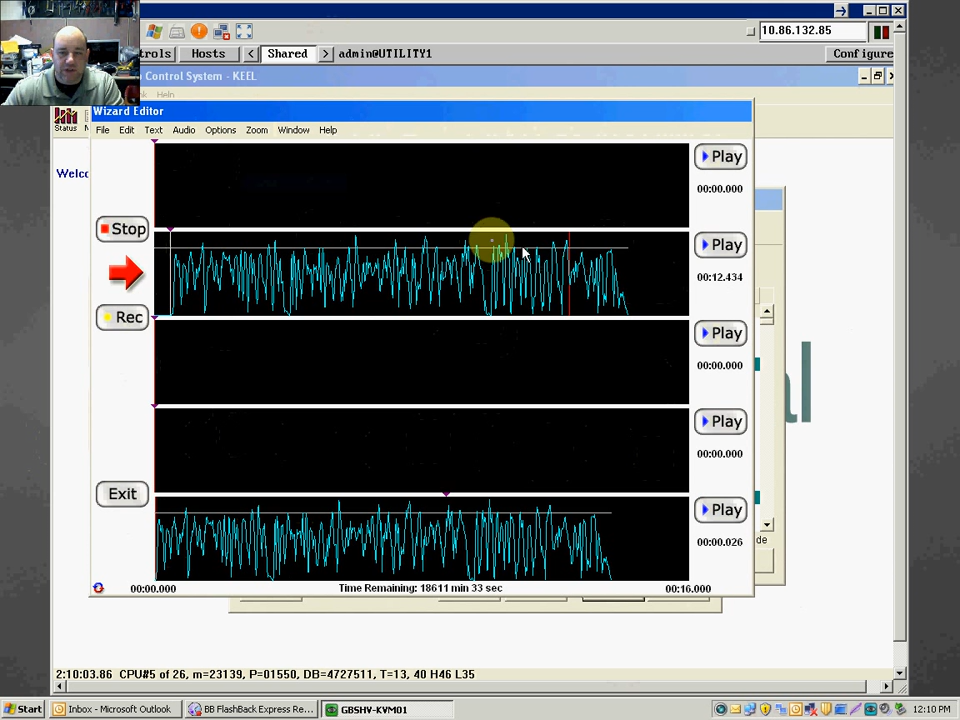 10.86.132.85
trols Hosts < Shared > admin@UTILITY1 Configure
Control System - KEEL
Help
Wizard Editor
Status
File Edit Text Audio Options Zoom Window Help
Play
00:00.000
Welc
Stop
Play
00:12.434
Rec
Play
00:00.000
Play
00:00.000
al
Exit
Play
00:00.026
de
00:00.000 Time Remaining: 18611 min 33 sec 00:16.000
2:10:03.86 CPU#5 of 26, m=23139, P=01550, DB=4727511, T=13, 40 H46 L35
Start Inbox - Microsoft Outlook BB FlashBack Express Re... GBSHV-KVM01 12:10 PM